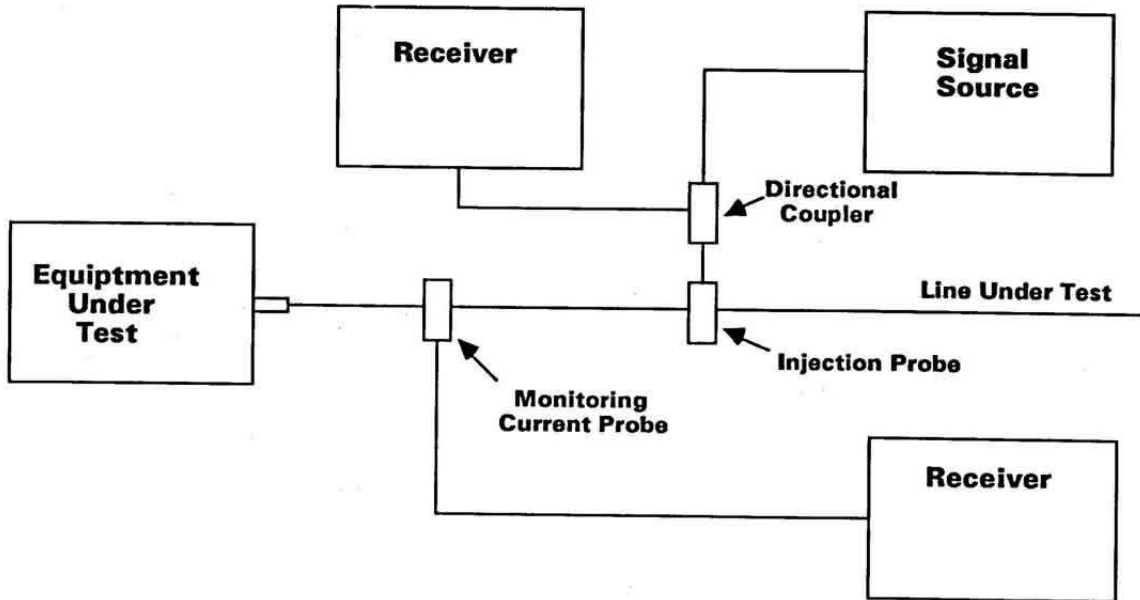 Receiver
Signal
Source
Directional
Coupler
Equiptment
Under
Test
Line Under Test
Injection Probe
Monitoring
Current Probe
Receiver